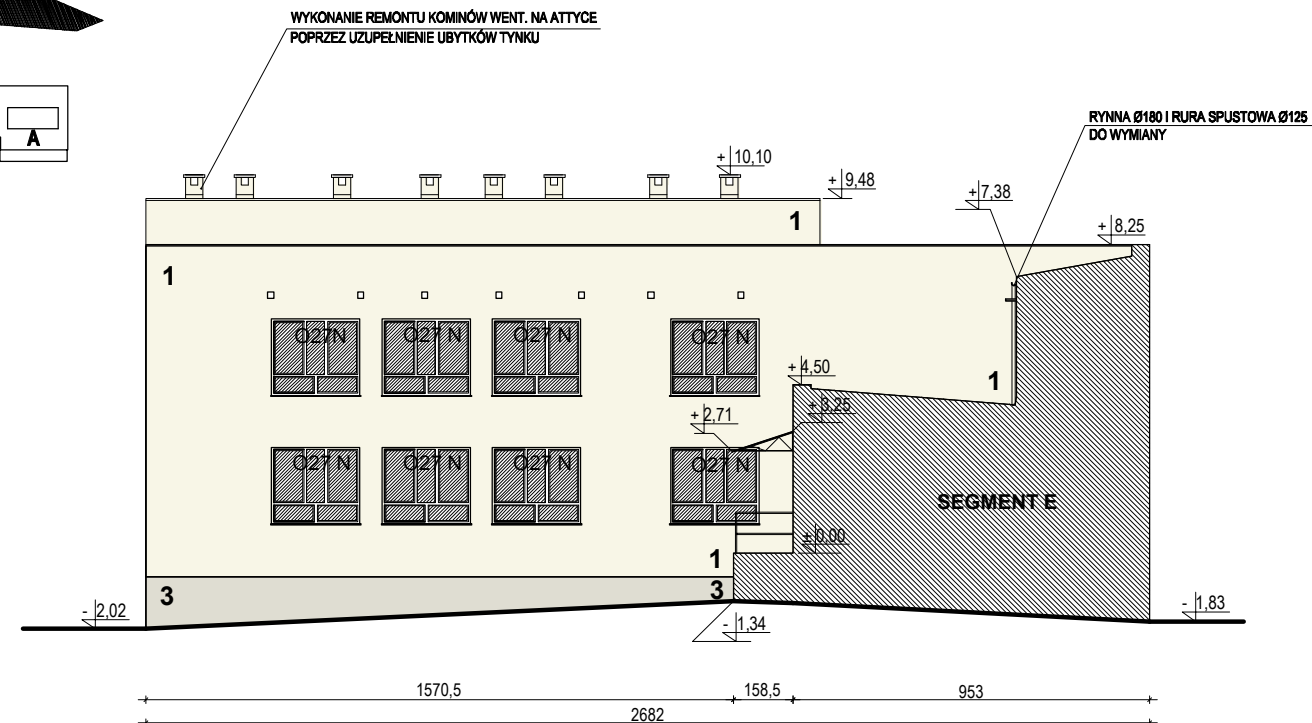 WYKONANIE REMONTU KOMINÓW WENT. NA ATTYCE
POPRZEZ UZUPEŁNIENIE UBYTKÓW TYNKU
A
RYNNA Ø180 I RURA SPUSTOWA Ø125
DO WYMIANY
+ 10,10
+ 9,48
+ 7,38
+ 8,25
1
1
O27N
O27 N
O27 N
O27 N
+ 4,50
1
+ 3,25
+ 2,71
O27 N
O27 N
O27 N
O27 N
SEGMENT E
± 0,00
1
3
3
- 2,02
- 1,83
- 1,34
1570,5
158,5
953
2682